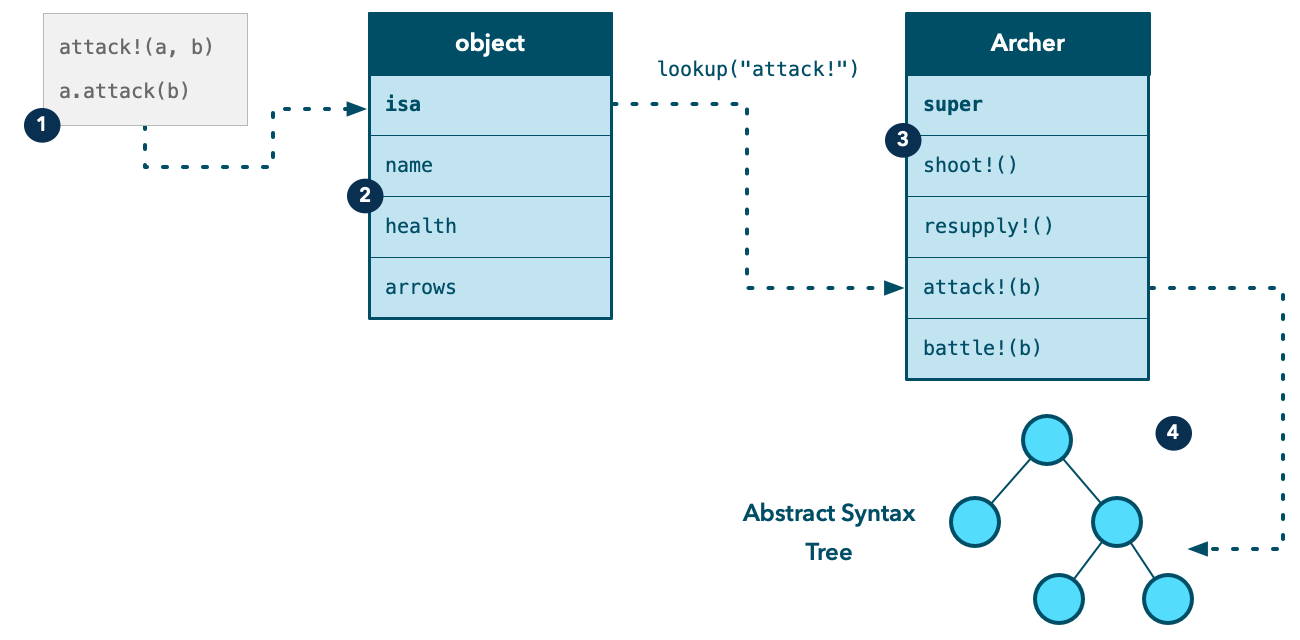 attack!(a, b)
a.attack(b)
1
object
isa
name
2
health
arrows
lookup("attack!")
Archer
super
3
shoot!()
resupply!()
attack!(b)
battle!(b)
4
Abstract Syntax
Tree